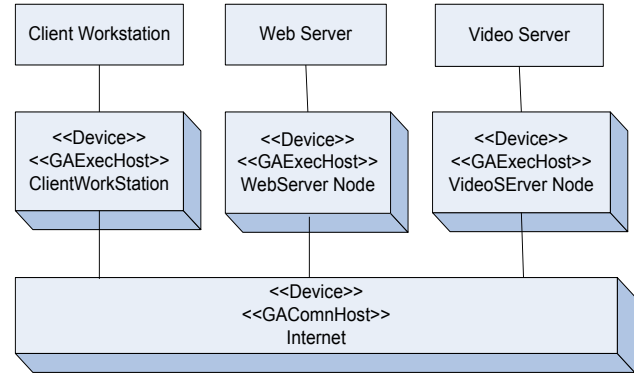 Client Workstation
Web Server
Video Server
<<Device>>
<<GAExecHost>>
ClientWorkStation
<<Device>>
<<GAExecHost>>
WebServer Node
<<Device>>
<<GAExecHost>>
VideoSErver Node
<<Device>>
<<GAComnHost>>
Internet